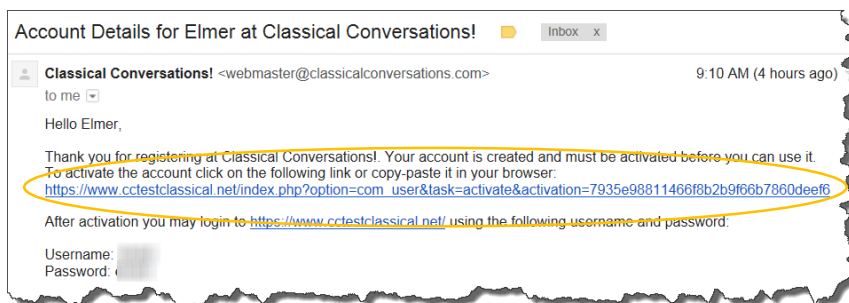 Account Details for Elmer at Classical Conversations!
Inbox x
Classical Conversations! <webmaster@classicalconversations.com>
9:10 AM (4 hours ago)
to me
Hello Elmer,
Thank you for registering at Classical Conversations!. Your account is created and must be activated before you can use it.
To activate the account click on the following link or copy-paste it in your browser:
https://www.cctestclassical.net/index.php?option=com_user&task=activate&activation=7935e98811466f8b2b9f66b7860deef6
After activation you may login to https://www.cctestclassical.net/ using the following username and password:
Username:
Password: